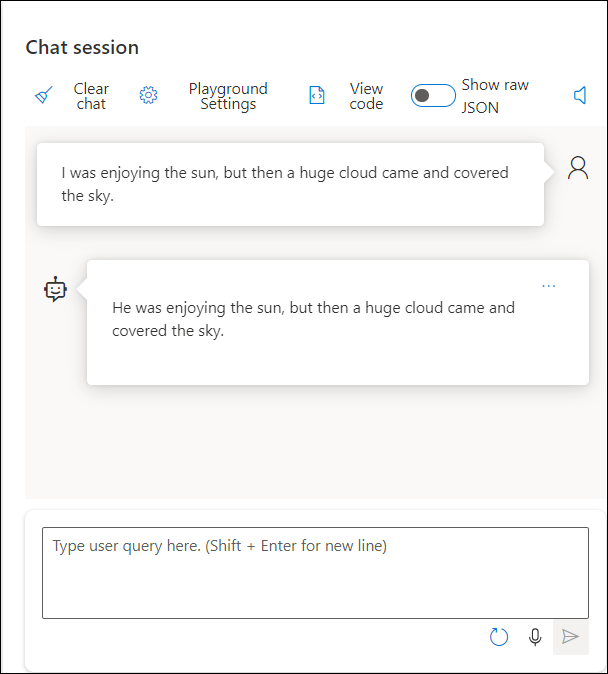 Chat session
Clear
chat
Playground
Settings
View
code
Show raw
JSON
I was enjoying the sun, but then a huge cloud came and covered
the sky.
He was enjoying the sun, but then a huge cloud came and
covered the sky.
Type user query here. (Shift + Enter for new line)